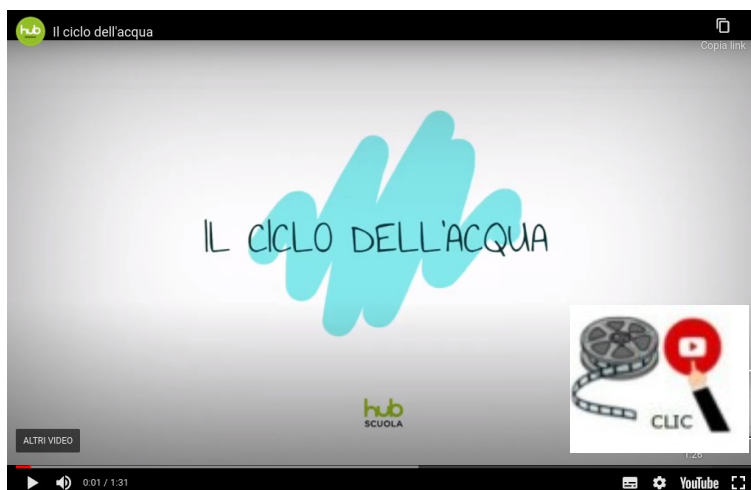 hub
Il ciclo dell'acqua
Copia link
IL CICLO DELL'ACQUA
hub
SCUOLA
CLIC
ALTRI VIDEO
1:26
0:01 / 1:31
YouTube